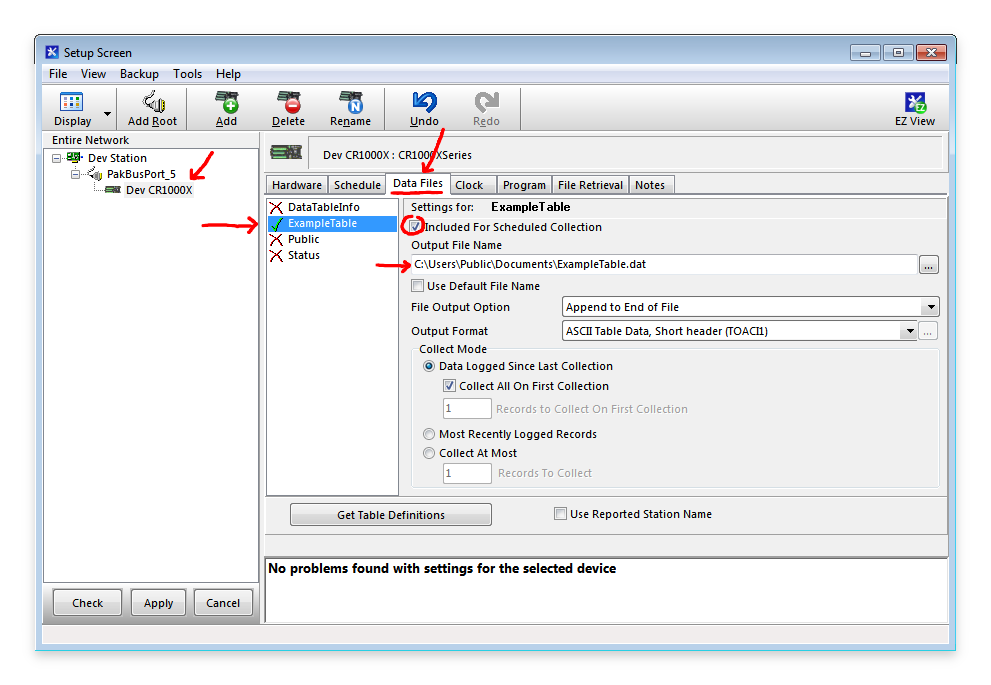 Setup Screen
File View Backup Tools Help
Display Add Root Add Delete Rename Undo Redo EZ View
Entire Network
Dev Station
PakBusPort_5
Dev CR1000X
Dev CR1000X : CR1000XSeries
Hardware Schedule Data Files Clock Program File Retrieval Notes
DataTableInfo
ExampleTable
Public
Status
Settings for: ExampleTable
Included For Scheduled Collection
Output File Name
C:\Users\Public\Documents\ExampleTable.dat ...
Use Default File Name
File Output Option Append to End of File
Output Format ASCII Table Data, Short header (TOACI1) ...
Collect Mode
Data Logged Since Last Collection
Collect All On First Collection
1 Records to Collect On First Collection
Most Recently Logged Records
Collect At Most
1 Records To Collect
Get Table Definitions Use Reported Station Name
No problems found with settings for the selected device
Check Apply Cancel